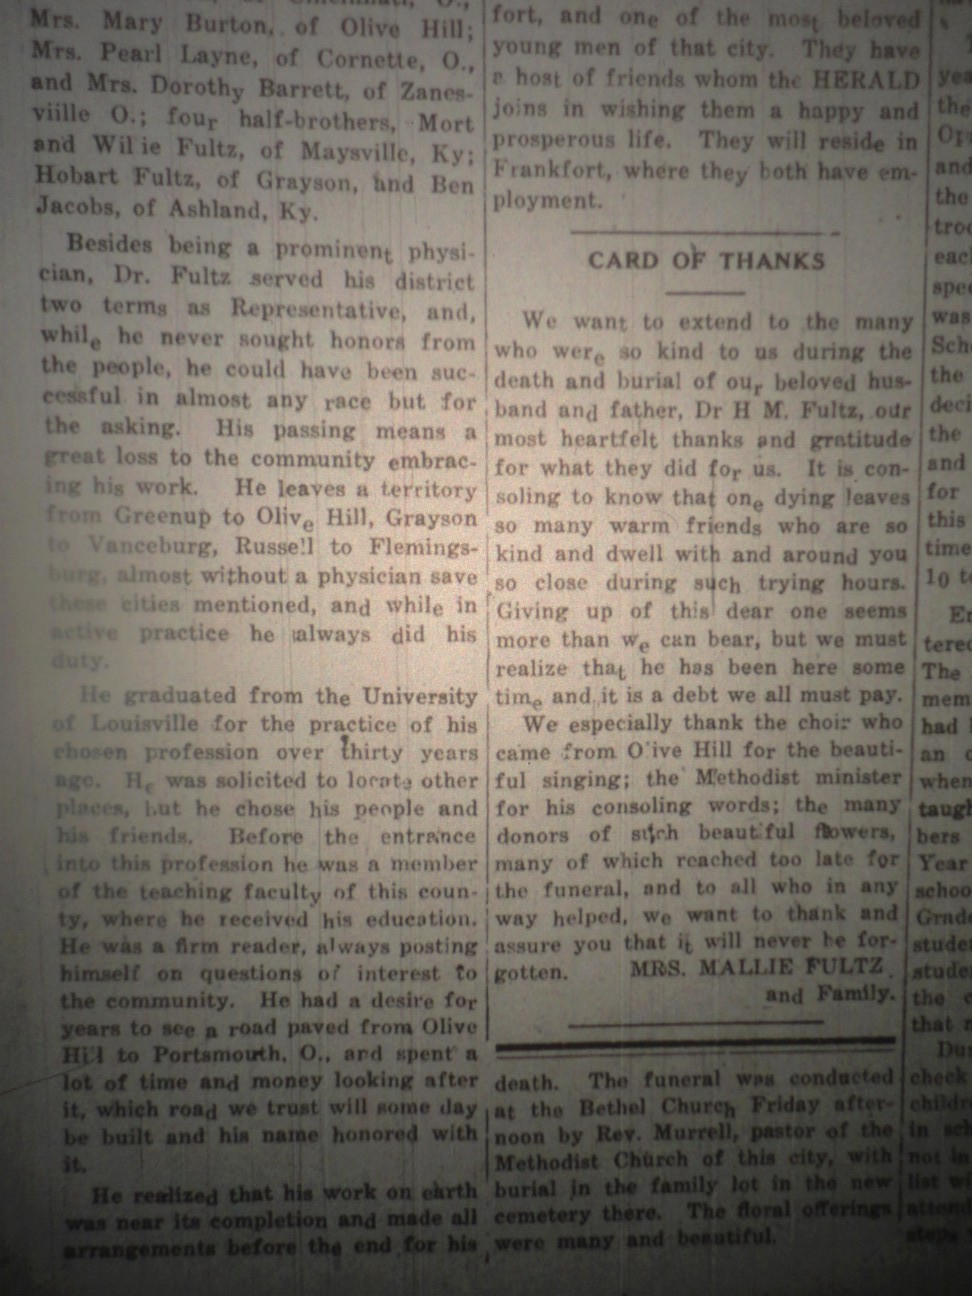 Mrs. Mary Burton, of Olive Hill;
Mrs. Pearl Layne, of Cornette, O.,
and Mrs. Dorothy Barrett, of Zanes-
viille O.; four half-brothers, Mort
and Wil ie Fultz, of Maysville, Ky;
Hobart Fultz, of Grayson, and Ben
Jacobs, of Ashland, Ky.
Besides being a prominent physi-
cian, Dr. Fultz served his district
two terms as Representative, and,
while he never sought honors from
the people, he could have been suc-
cessful in almost any race but for
the asking. His passing means a
great loss to the community embrac-
ing his work. He leaves a territory
from Greenup to Olive Hill, Grayson
to Vanceburg, Russell to Flemings-
burg, almost without a physician save
these cities mentioned, and while in
active practice he always did his
duty.
He graduated from the University
of Louisville for the practice of his
chosen profession over thirty years
ago. He was solicited to locate other
places, but he chose his people and
his friends. Before the entrance
into this profession he was a member
of the teaching faculty of this coun-
ty, where he received his education.
He was a firm reader, always posting
himself on questions of interest to
the community. He had a desire for
years to see a road paved from Olive
Hill to Portsmouth, O., and spent a
lot of time and money looking after
it, which road we trust will some day
be built and his name honored with
it.
He realized that his work on earth
was near its completion and made all
arrangements before the end for his
fort, and one of the most beloved
young men of that city. They have
a host of friends whom the HERALD
joins in wishing them a happy and
prosperous life. They will reside in
Frankfort, where they both have em-
ployment.
CARD OF THANKS
We want to extend to the many
who were so kind to us during the
death and burial of our beloved hus-
band and father, Dr H M. Fultz, our
most heartfelt thanks and gratitude
for what they did for us. It is con-
soling to know that one dying leaves
so many warm friends who are so
kind and dwell with and around you
so close during such trying hours.
Giving up of this dear one seems
more than we can bear, but we must
realize that he has been here some
time and it is a debt we all must pay.
We especially thank the choir who
came from O'ive Hill for the beauti-
ful singing; the Methodist minister
for his consoling words; the many
donors of such beautiful flowers,
many of which reached too late for
the funeral, and to all who in any
way helped, we want to thank and
assure you that it will never be for-
gotten. MRS. MALLIE FULTZ
and Family.
death. The funeral was conducted
at the Bethel Church Friday after-
noon by Rev. Murrell, pastor of the
Methodist Church of this city, with
burial in the family lot in the new
cemetery there. The floral offerings
were many and beautiful.
the
and
the
was
the
the
and
for
this
time
The
had
an
when
bers
Year
the
that
in
not in